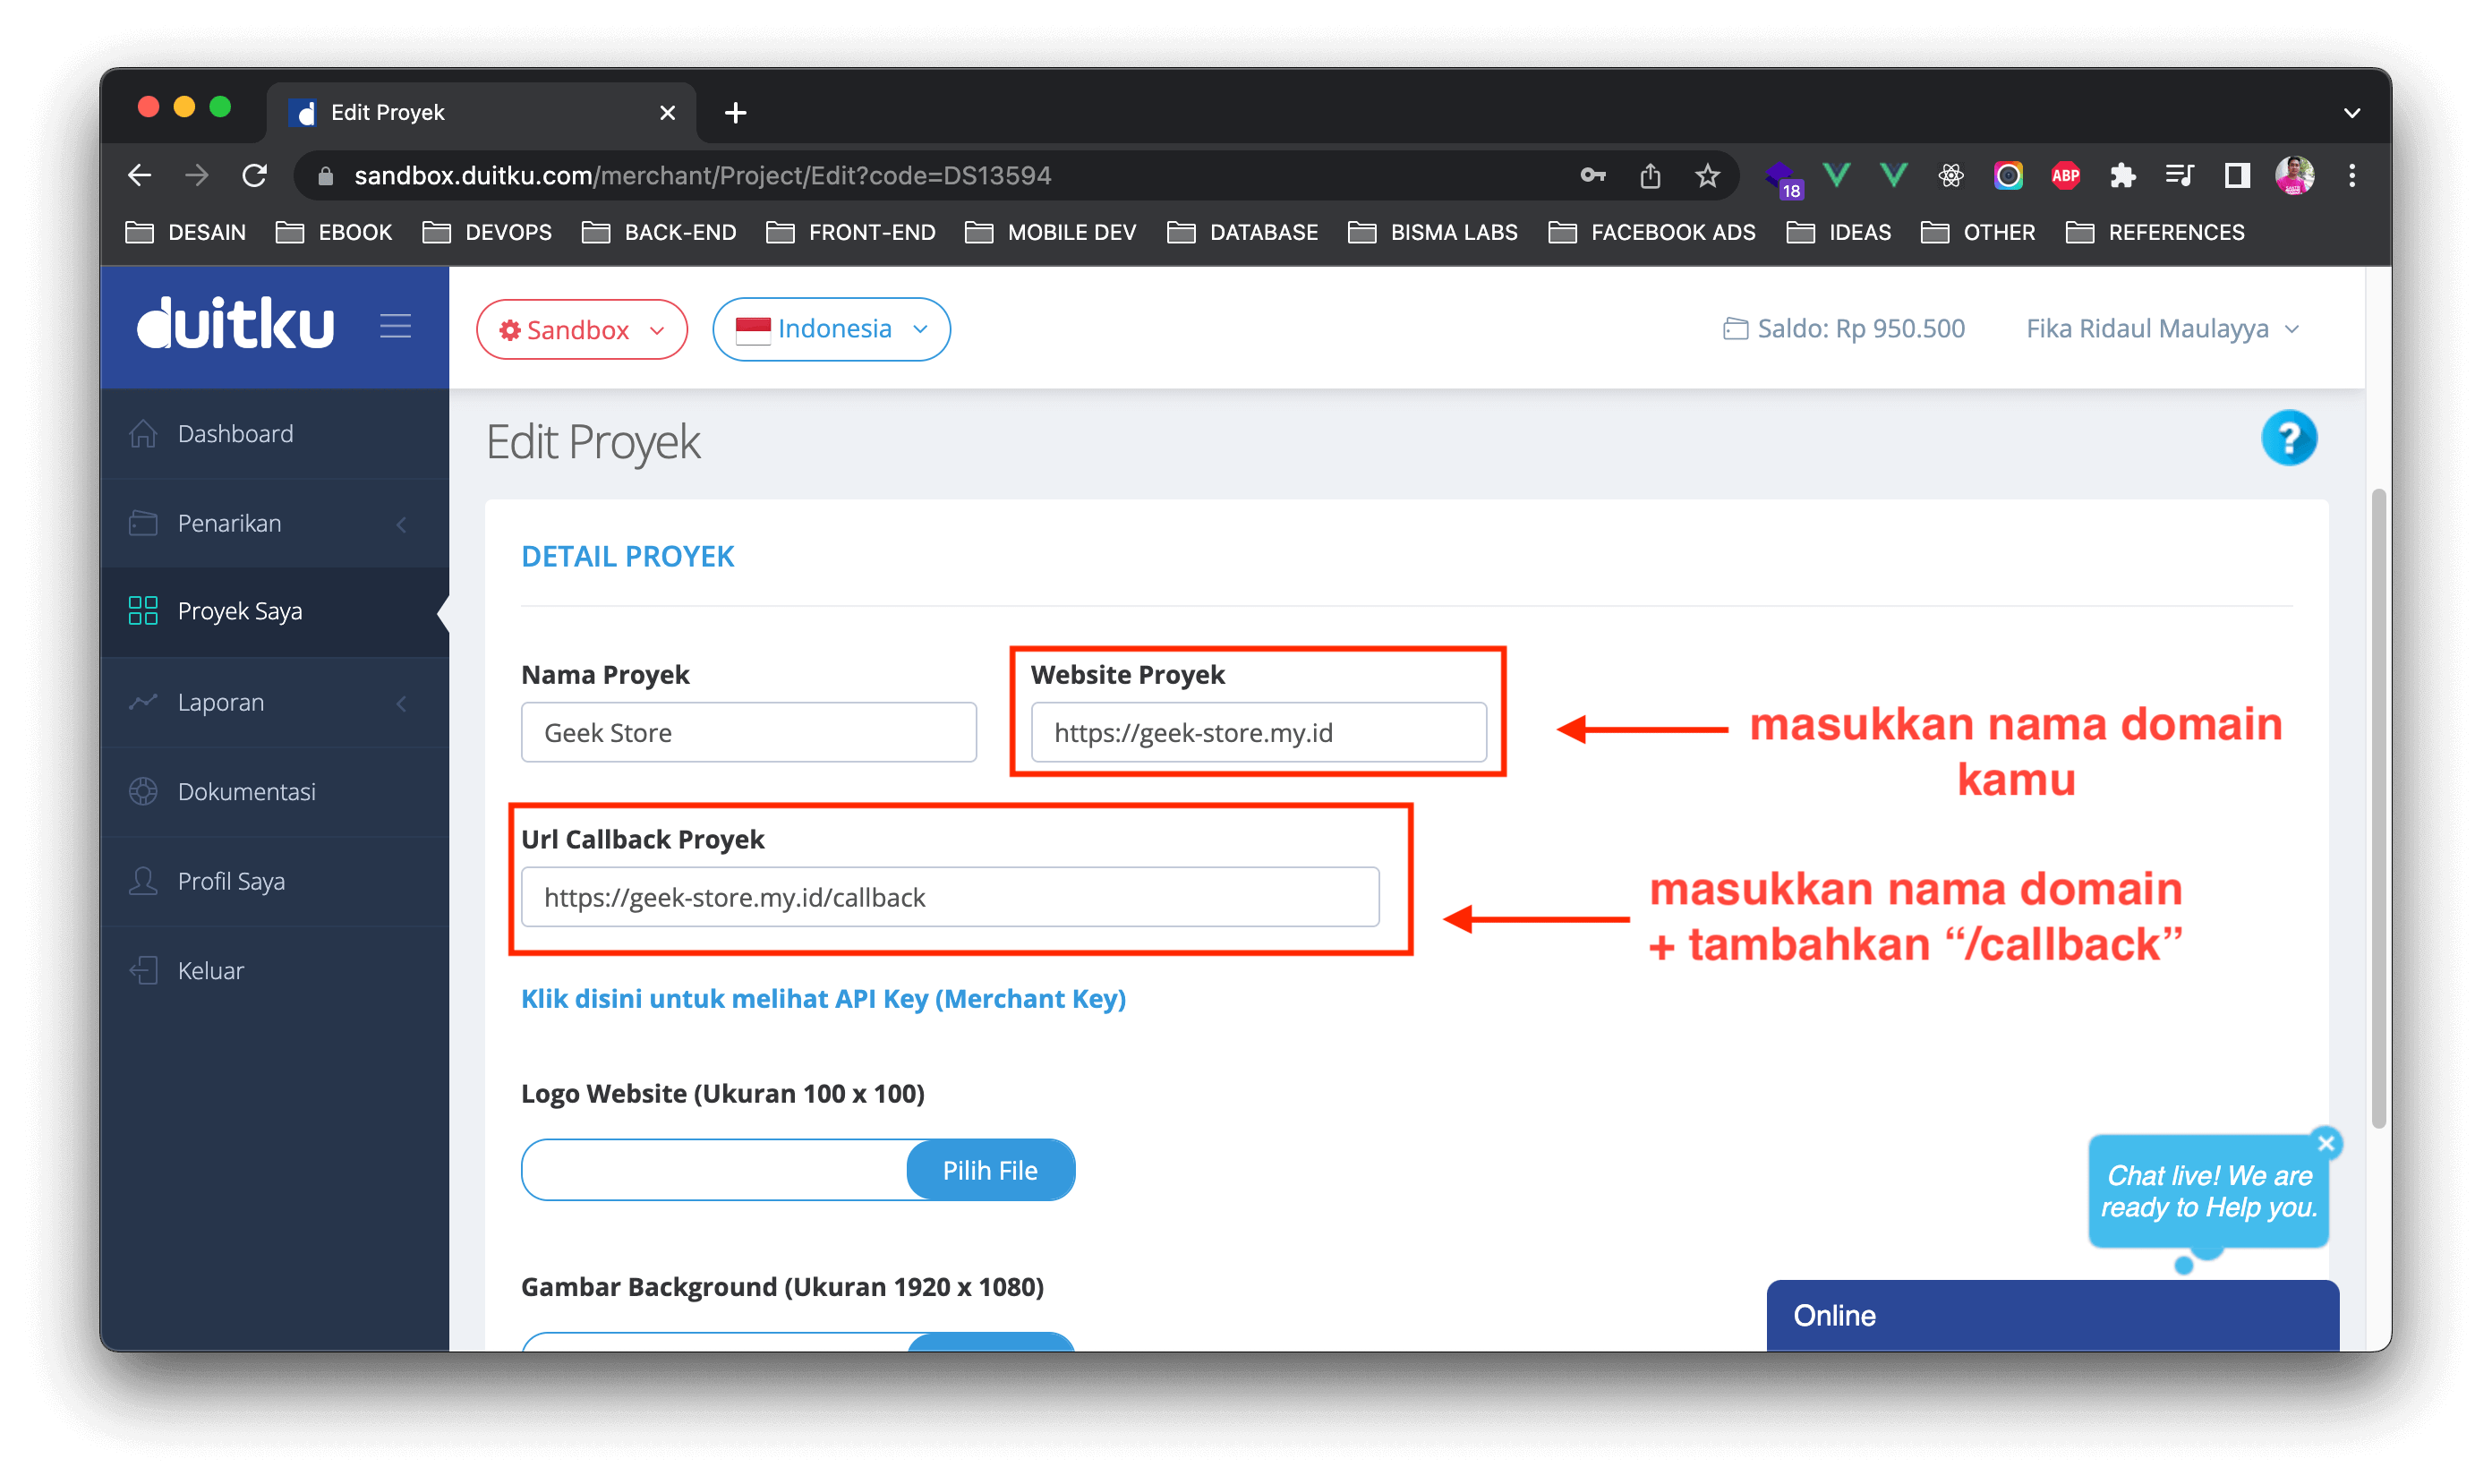 Edit Proyek
sandbox.duitku.com/merchant/Project/Edit?code=DS13594
18
ABP
DESAIN EBOOK DEVOPS BACK-END FRONT-END MOBILE DEV DATABASE BISMA LABS FACEBOOK ADS IDEAS OTHER REFERENCES
duitku
Sandbox
Indonesia
Saldo: Rp 950.500
Fika Ridaul Maulayya
Dashboard
Penarikan
Proyek Saya
Laporan
Dokumentasi
Profil Saya
Keluar
Edit Proyek
?
DETAIL PROYEK
Nama Proyek
Geek Store
Website Proyek
https://geek-store.my.id
masukkan nama domain
kamu
Url Callback Proyek
https://geek-store.my.id/callback
masukkan nama domain
+ tambahkan “/callback”
Klik disini untuk melihat API Key (Merchant Key)
Logo Website (Ukuran 100 x 100)
Pilih File
Gambar Background (Ukuran 1920 x 1080)
Chat live! We are
ready to Help you.
Online